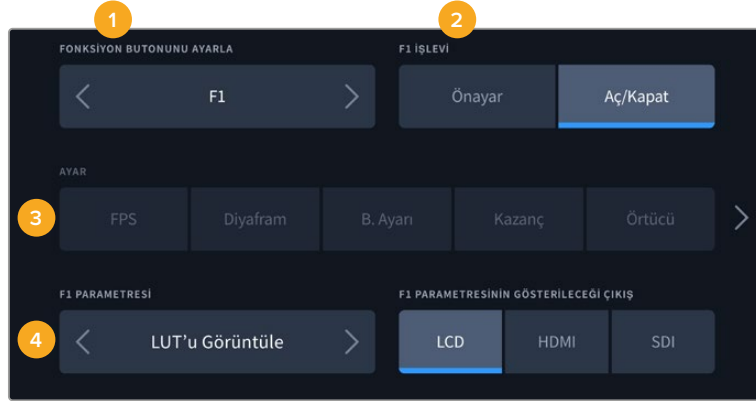 1
2
FONKSİYON BUTONUNU AYARLA
F1 İŞLEVİ
F1
Önayar
Aç/Kapat
AYAR
3
FPS
Diyafram
B. Ayarı
Kazanç
Örtücü
F1 PARAMETRESİ
F1 PARAMETRESİNİN GÖSTERİLECEĞİ ÇIKIŞ
4
LUT’u Görüntüle
LCD
HDMI
SDI